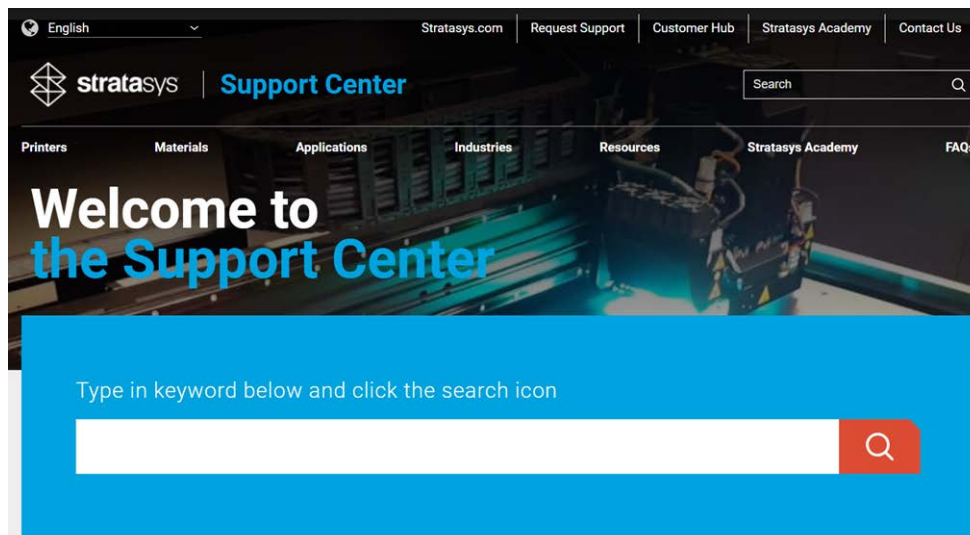 English Stratasys.com Request Support Customer Hub Stratasys Academy Contact Us
stratasys Support Center Search
Printers Materials Applications Industries Resources Stratasys Academy FAQs
Welcome to
the Support Center
Type in keyword below and click the search icon